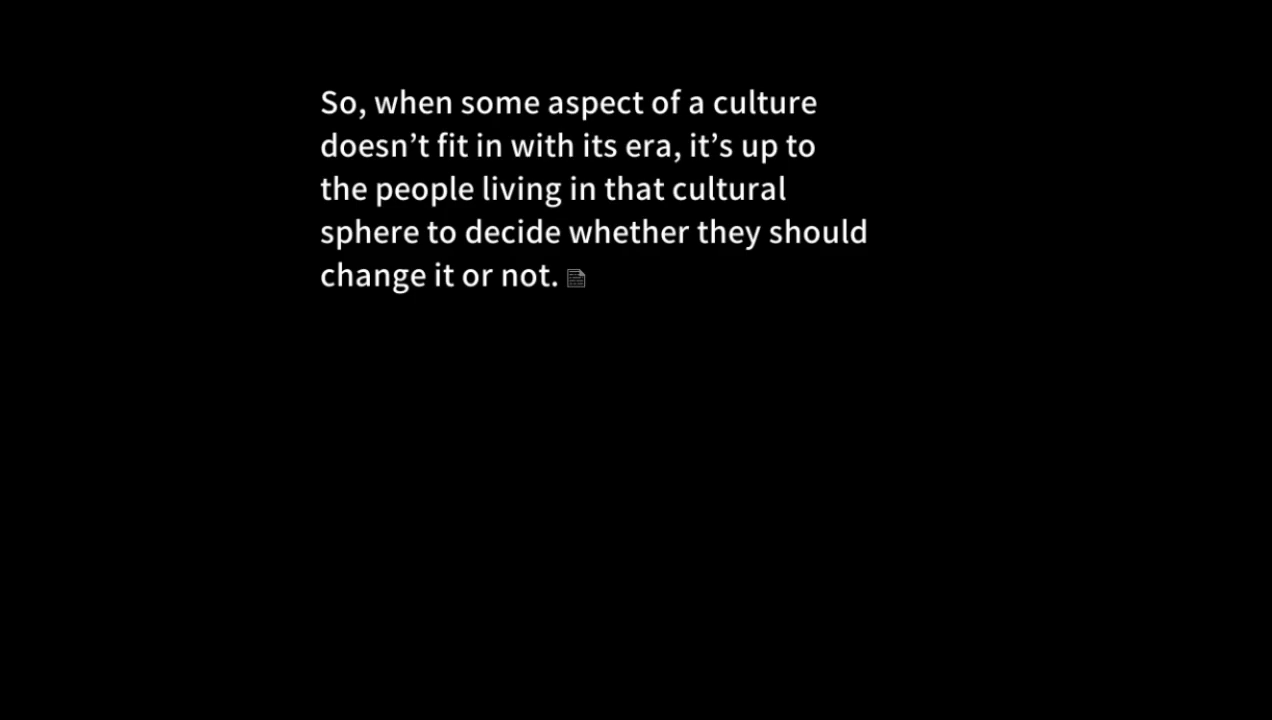 So, when some aspect of a culture
doesn’t fit in with its era, it’s up to
the people living in that cultural
sphere to decide whether they should
change it or not.